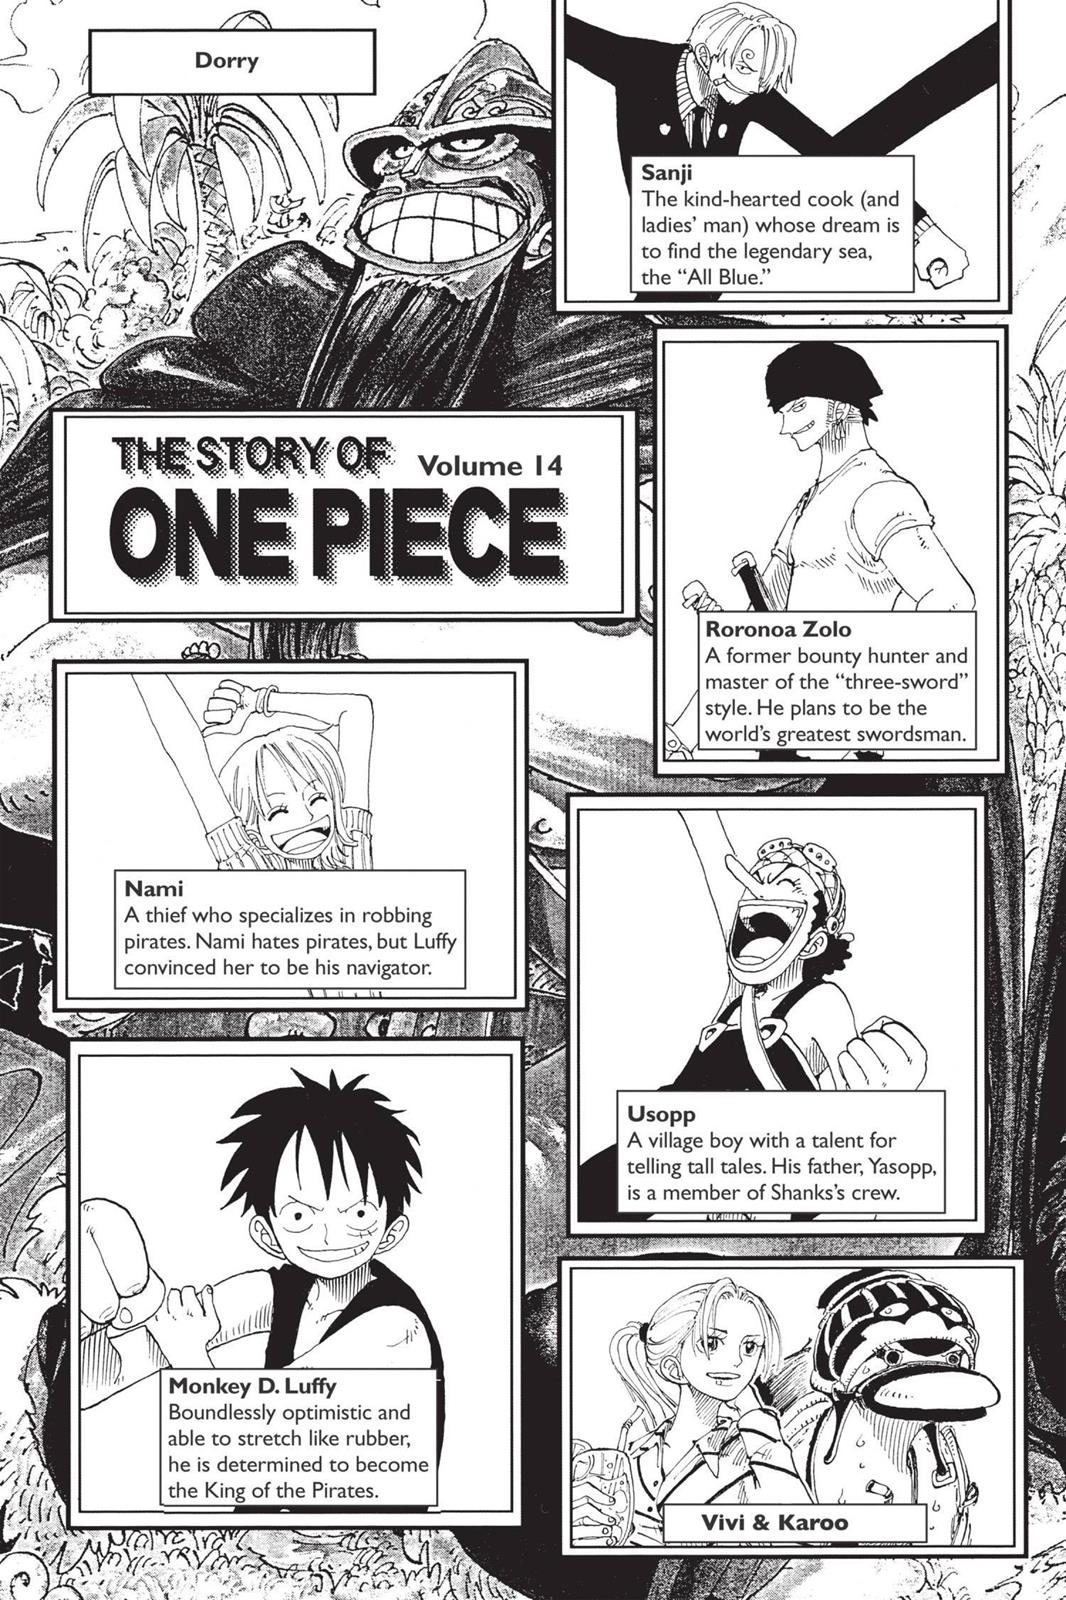 Dorry
Sanji
The kind-hearted cook (and
ladies' man) whose dream is
to find the legendary sea,
the "All Blue."
THE STORY OF
Volume 14
ONE PIECE
Roronoa Zolo
A former bounty hunter and
master of the "three-sword"
style. He plans to be the
world's greatest swordsman.
Nami
A thief who specializes in robbing
pirates. Nami hates pirates, but Luffy
convinced her to be his navigator.
Usopp
A village boy with a talent for
telling tall tales. His father, Yasopp,
is a member of Shanks's crew.
Monkey D. Luffy
Boundlessly optimistic and
able to stretch like rubber,
he is determined to become
the King of the Pirates.
Vivi & Karoo